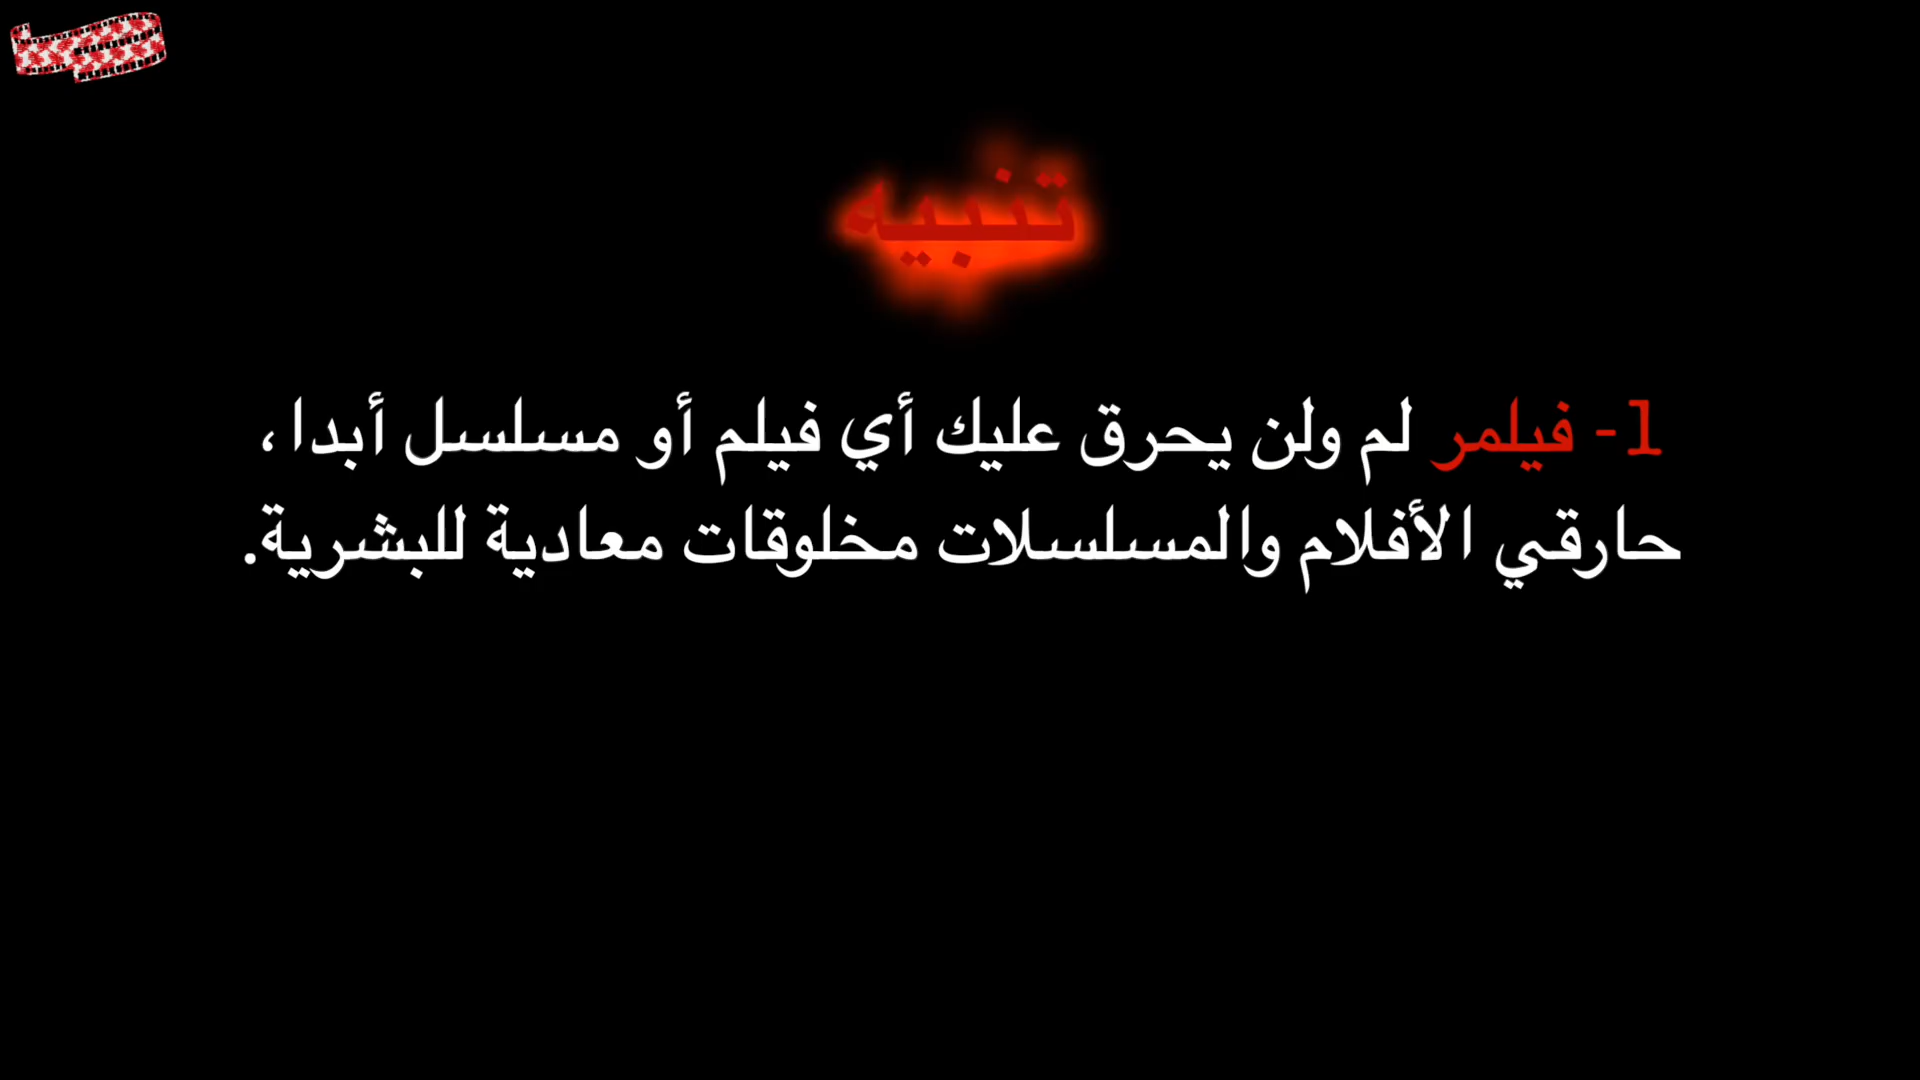 تنبيه
1- فيلمر لم ولن يحرق عليك أي فيلم أو مسلسل أبدا،
حارقي الأفلام والمسلسلات مخلوقات معادية للبشرية.